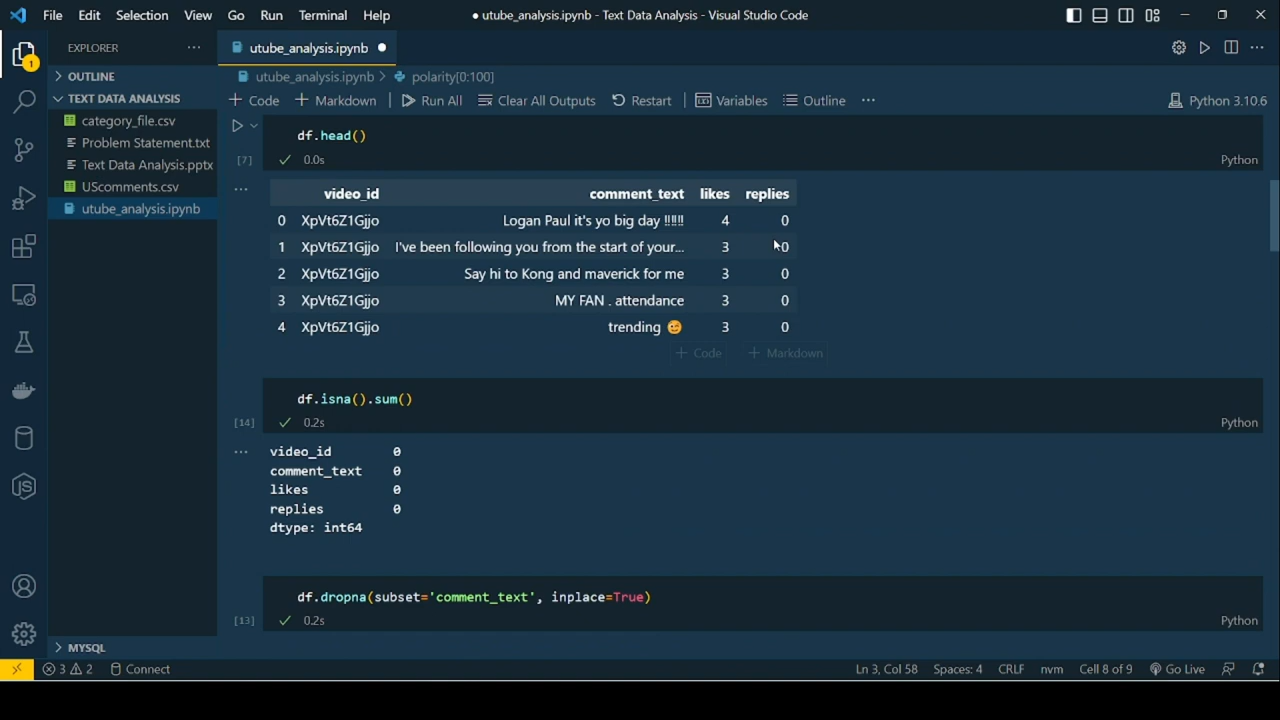 File Edit Selection View Go Run Terminal Help ● utube_analysis.ipynb - Text Data Analysis - Visual Studio Code
EXPLORER ...
utube_analysis.ipynb ●
OUTLINE
utube_analysis.ipynb > polarity[0:100]
TEXT DATA ANALYSIS
+ Code + Markdown | Run All Clear All Outputs Restart | Variables Outline ... Python 3.10.6
category_file.csv
Problem Statement.txt
Text Data Analysis.pptx
UScomments.csv
utube_analysis.ipynb
df.head()
[7] 0.0s Python
video_id comment_text likes replies
0 XpVt6Z1Gjjo Logan Paul it's yo big day !!!!!! 4 0
1 XpVt6Z1Gjjo I've been following you from the start of your... 3 0
2 XpVt6Z1Gjjo Say hi to Kong and maverick for me 3 0
3 XpVt6Z1Gjjo MY FAN . attendance 3 0
4 XpVt6Z1Gjjo trending 😉 3 0
+ Code + Markdown
df.isna().sum()
[14] 0.2s Python
video_id 0
comment_text 0
likes 0
replies 0
dtype: int64
df.dropna(subset='comment_text', inplace=True)
[13] 0.2s Python
MYSQL
3 2 Connect Ln 3, Col 58 Spaces: 4 CRLF nvm Cell 8 of 9 Go Live
1
JS